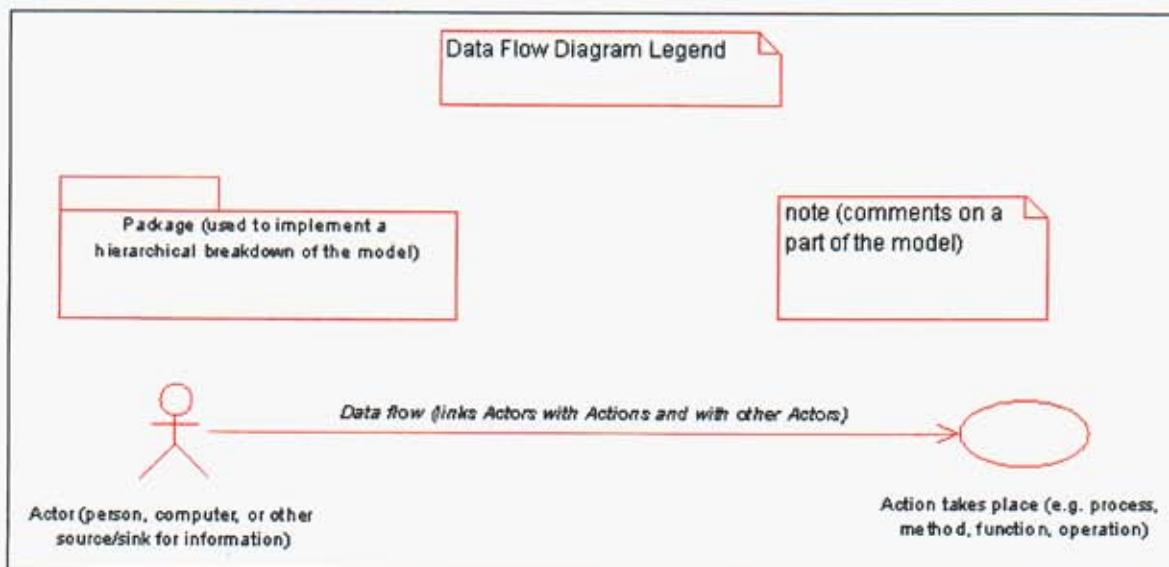 Data Flow Diagram Legend
Package (used to implement a
hierarchical breakdown of the model)
note (comments on a
part of the model)
Data flow (links Actors with Actions and with other Actors)
Actor (person, computer, or other
source/sink for information)
Action takes place (e.g. process,
method, function, operation)